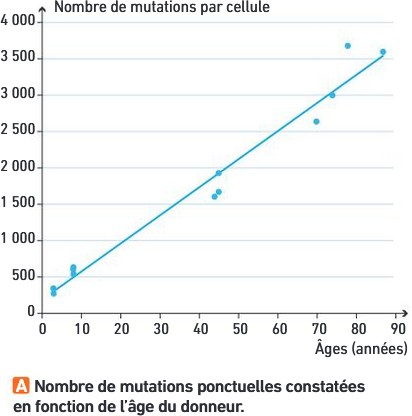 Nombre de mutations par cellule
4 000
3 500
3 000
2 500
2 000
1 500
1 000
500
0
0 10 20 30 40 50 60 70 80 90
Âges (années)
A Nombre de mutations ponctuelles constatées
en fonction de l'âge du donneur.